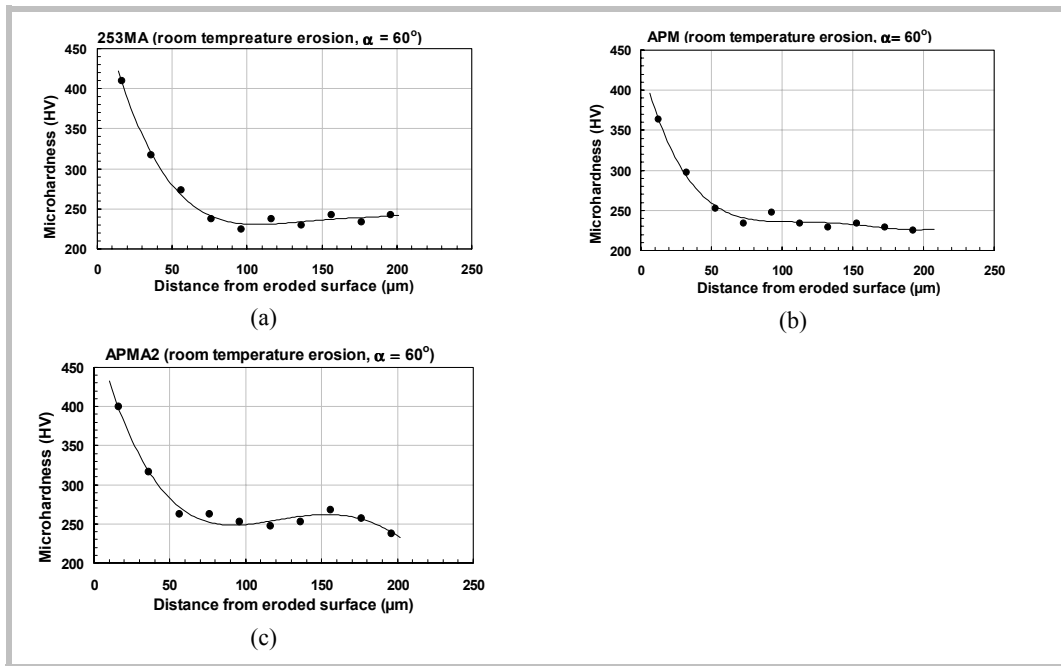 253MA (room tempreature erosion, α = 60°)
450
400
350
300
250
200
Microhardness (HV)
0 50 100 150 200 250
Distance from eroded surface (µm)
(a)
APM (room temperature erosion, α= 60°)
450
400
350
300
250
200
Microhardness (HV)
0 50 100 150 200 250
Distance from eroded surface (µm)
(b)
APMA2 (room temperature erosion, α = 60°)
450
400
350
300
250
200
Microhardness (HV)
0 50 100 150 200 250
Distance from eroded surface (µm)
(c)